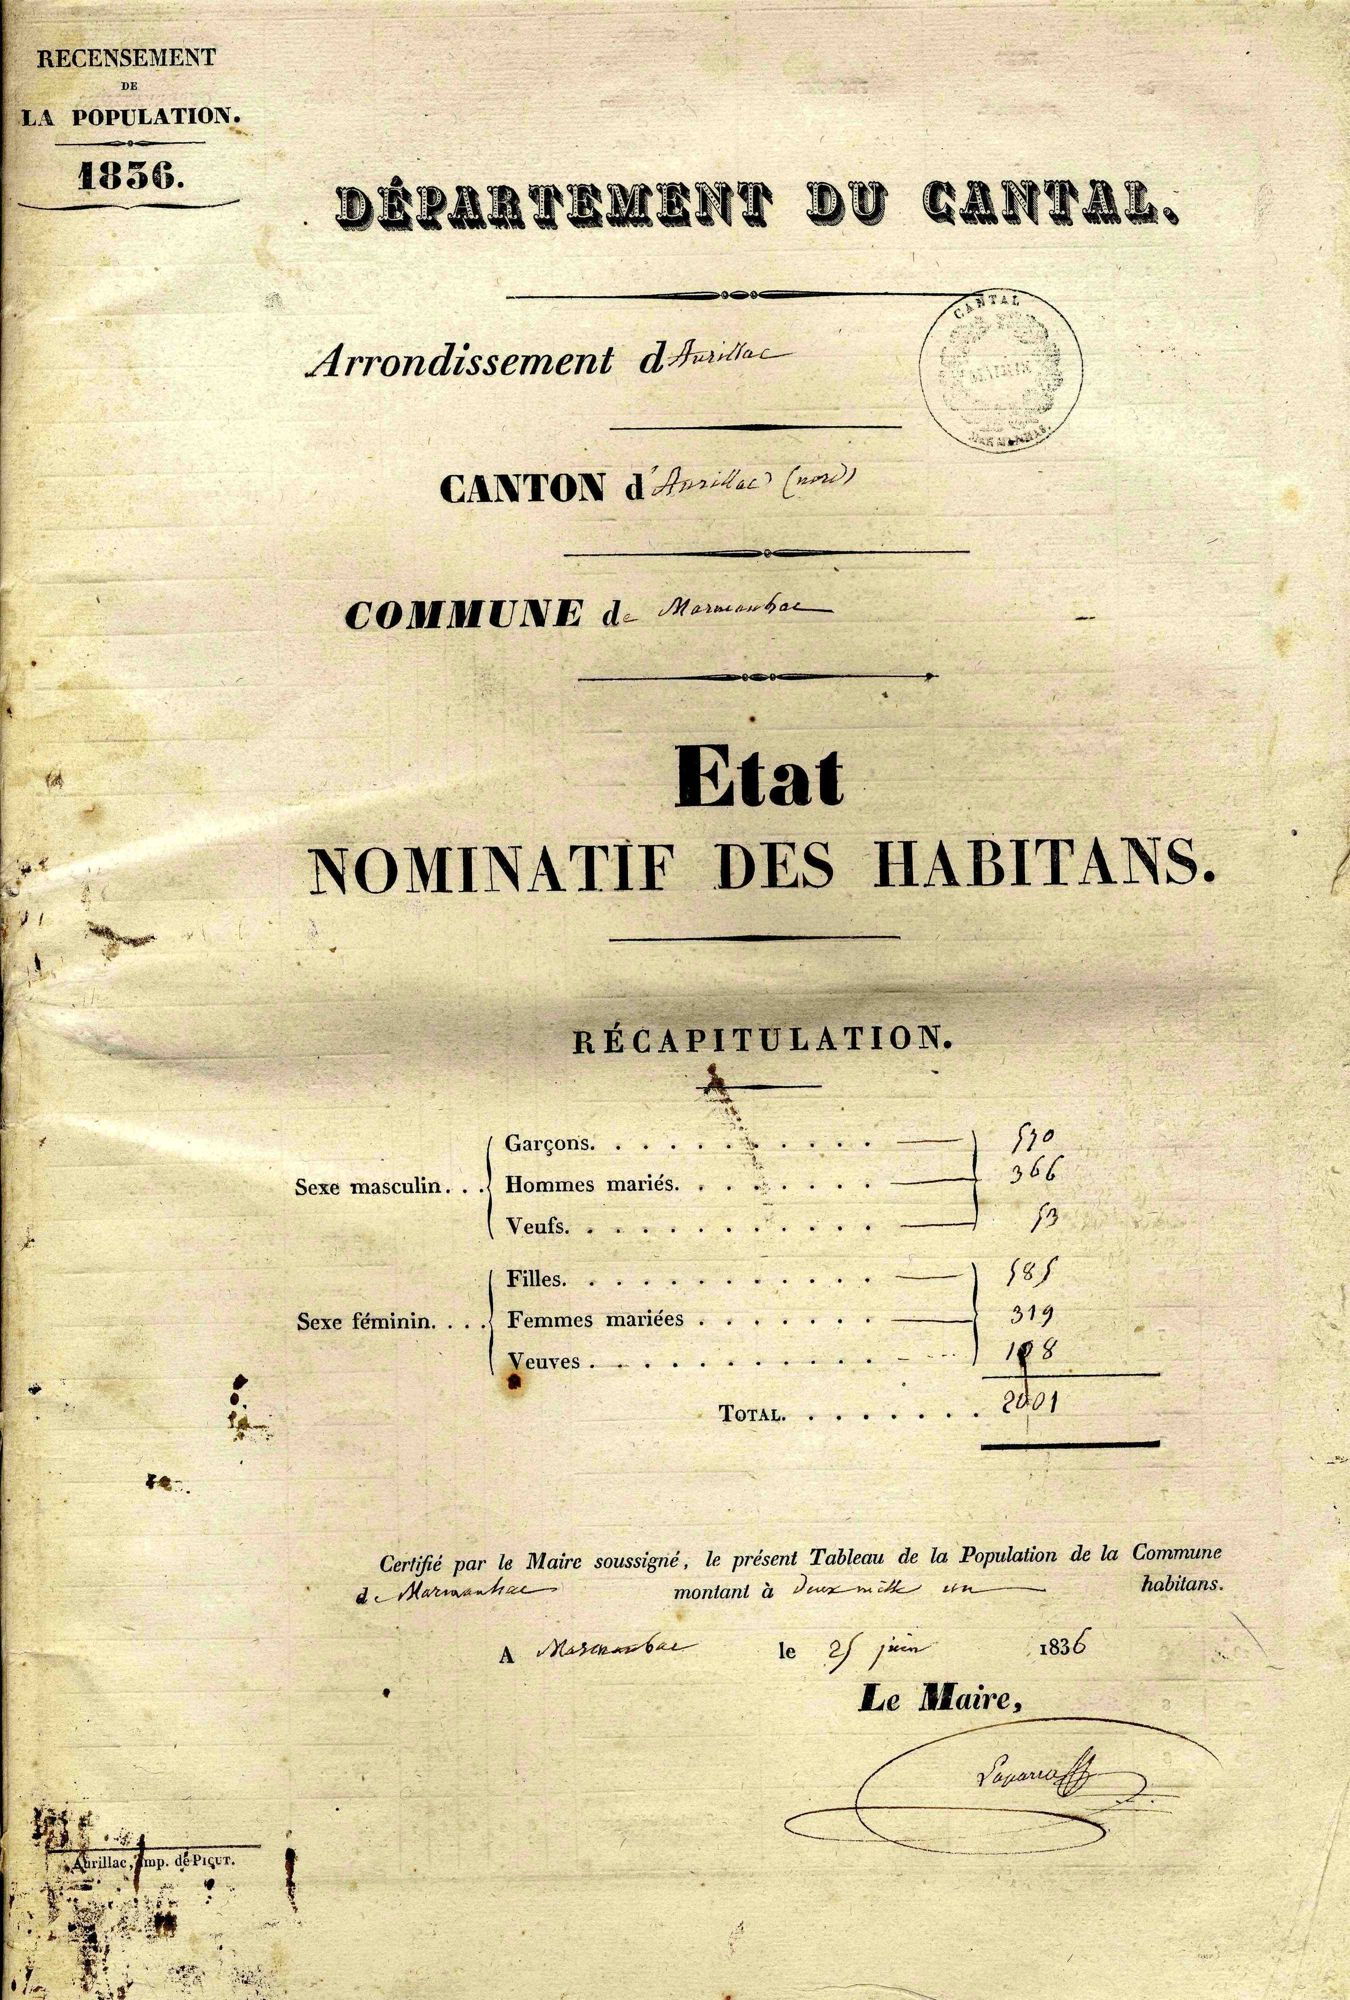 RECENSEMENT
DE
LA POPULATION.
1836.
DÉPARTEMENT DU CANTAL.
CANTAL
MAIRIE
Arrondissement d Aurillac
CANTON d'Aurillac (nord)
COMMUNE de Marmanhac
Etat
NOMINATIF DES HABITANS.
RÉCAPITULATION.
Sexe masculin...
Garçons. 570
Hommes mariés. 366
Veufs. 53
Sexe féminin....
Filles. 585
Femmes mariées 319
Veuves. 108
TOTAL. 2001
Certifié par le Maire soussigné, le présent Tableau de la Population de la Commune
de Marmanhac montant à deux mille un habitans.
A Marmanhac le 25 juin 1836
Le Maire,
Aurillac, Imp. de PICUT.